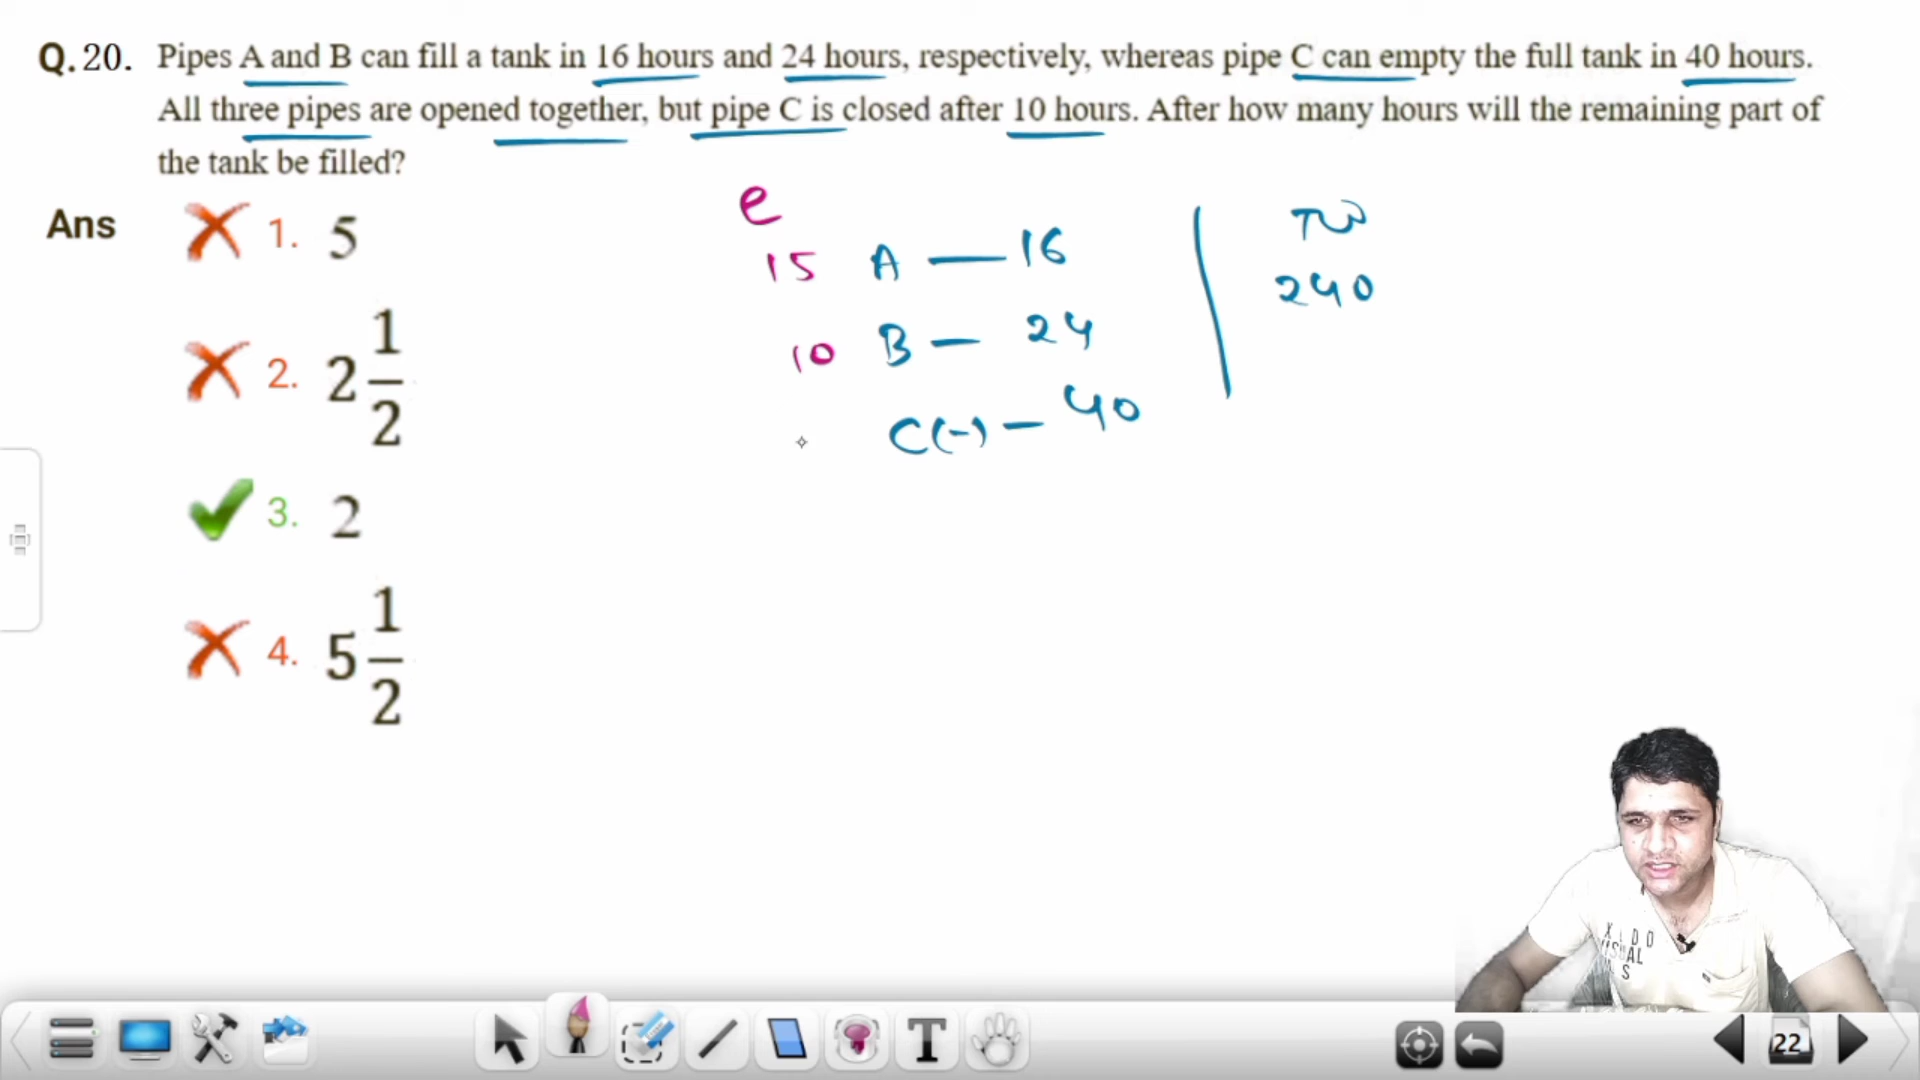 Q. 20. Pipes A and B can fill a tank in 16 hours and 24 hours, respectively, whereas pipe C can empty the full tank in 40 hours.
All three pipes are opened together, but pipe C is closed after 10 hours. After how many hours will the remaining part of
the tank be filled?
Ans
1. 5
2. 2 1/2
3. 2
4. 5 1/2
e
15 A — 16
10 B — 24
C(-) — 40
TW
240
X L D D
USUAL
S
T
22